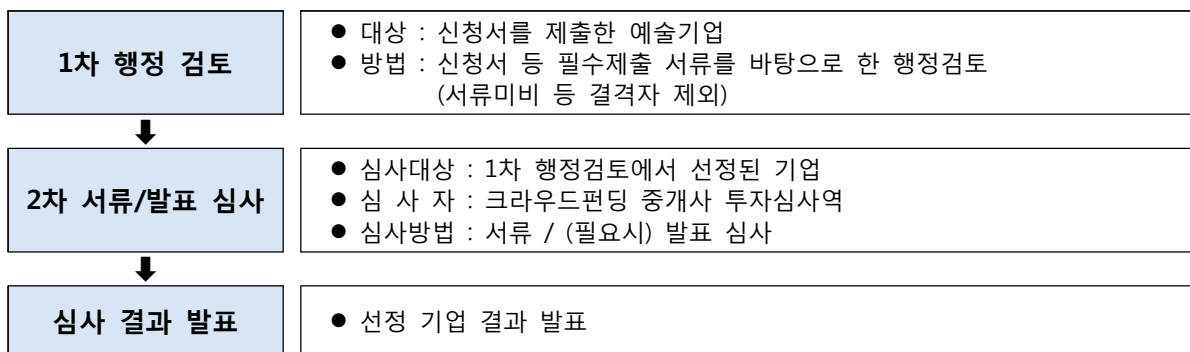 1차 행정 검토
● 대상 : 신청서를 제출한 예술기업
● 방법 : 신청서 등 필수제출 서류를 바탕으로 한 행정검토
(서류미비 등 결격자 제외)
2차 서류/발표 심사
● 심사대상 : 1차 행정검토에서 선정된 기업
● 심 사 자 : 크라우드펀딩 중개사 투자심사역
● 심사방법 : 서류 / (필요시) 발표 심사
심사 결과 발표
● 선정 기업 결과 발표